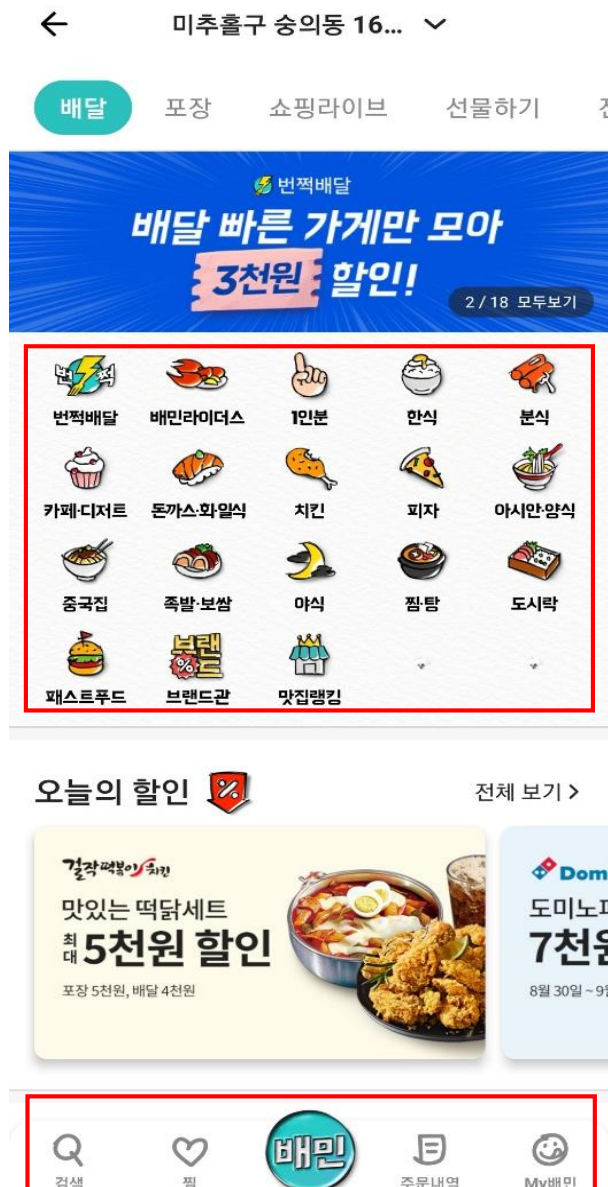 미추홀구 숭의동 16...
배달 포장 쇼핑라이브 선물하기
번쩍배달
배달 빠른 가게만 모아
3천원 할인!
2/18 모두보기
번쩍
번쩍배달 배민라이더스 1인분 한식 분식
카페·디저트 돈까스·회·일식 치킨 피자 아시안·양식
중국집 족발·보쌈 야식 찜·탕 도시락
브랜드
패스트푸드 브랜드관 맛집랭킹
오늘의 할인 %
전체 보기 >
걸작떡볶이치킨
맛있는 떡닭세트
최대 5천원 할인
포장 5천원, 배달 4천원
Dom
도미노피
7천원
8월 30일 ~ 9월
배민
검색 찜 주문내역 My배민